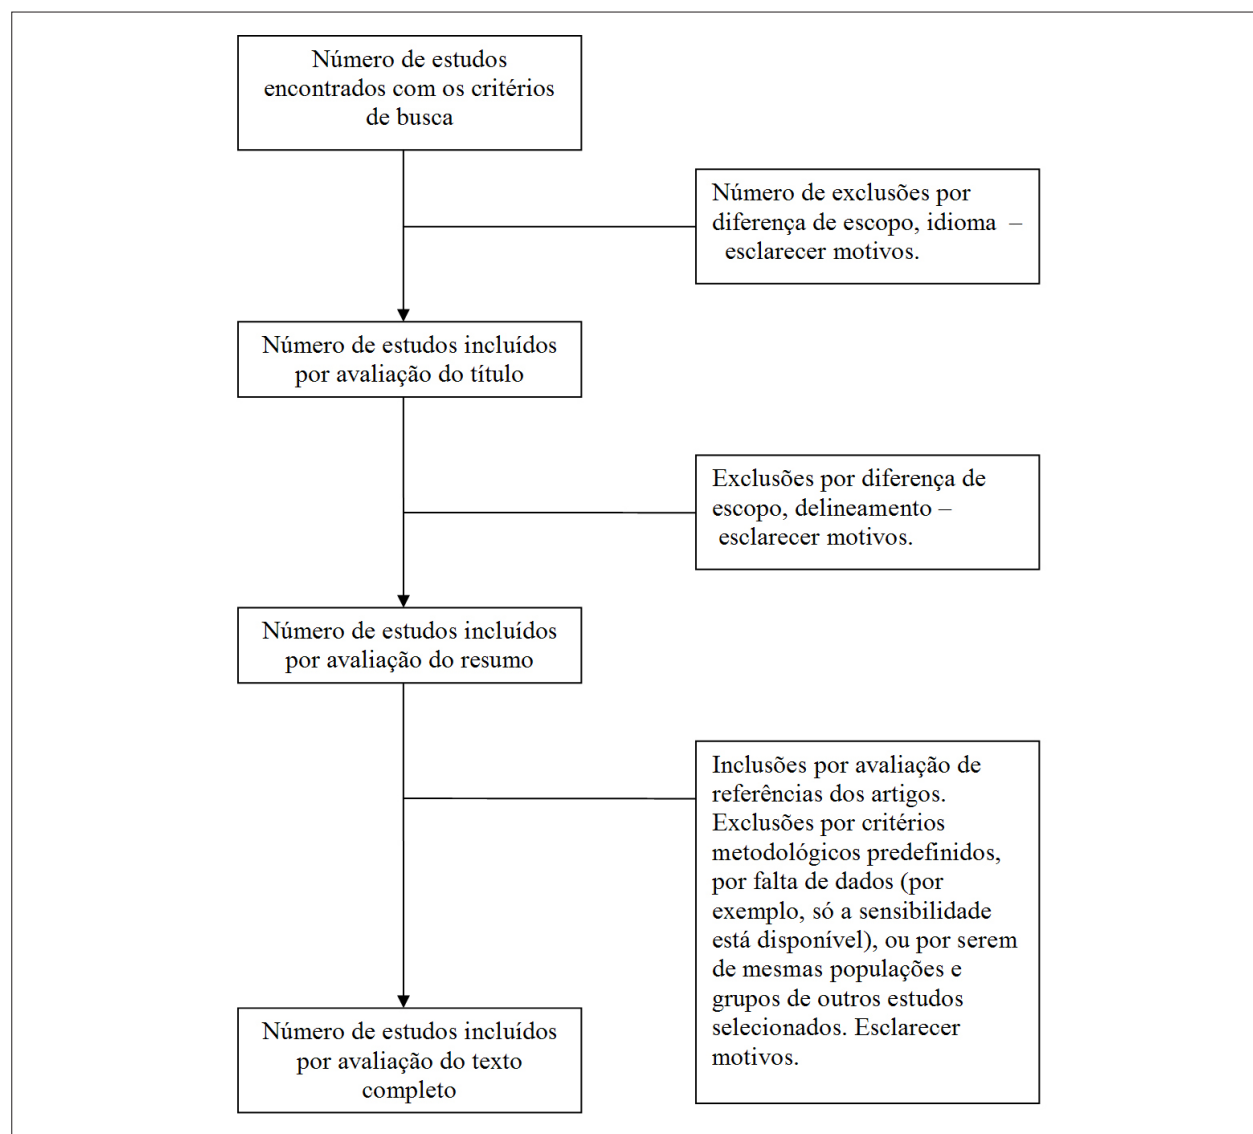 Número de estudos
encontrados com os critérios
de busca
Número de exclusões por
diferença de escopo, idioma –
esclarecer motivos.
Número de estudos incluídos
por avaliação do título
Exclusões por diferença de
escopo, delineamento –
esclarecer motivos.
Número de estudos incluídos
por avaliação do resumo
Inclusões por avaliação de
referências dos artigos.
Exclusões por critérios
metodológicos predefinidos,
por falta de dados (por
exemplo, só a sensibilidade
está disponível), ou por serem
de mesmas populações e
grupos de outros estudos
selecionados. Esclarecer
motivos.
Número de estudos incluídos
por avaliação do texto
completo